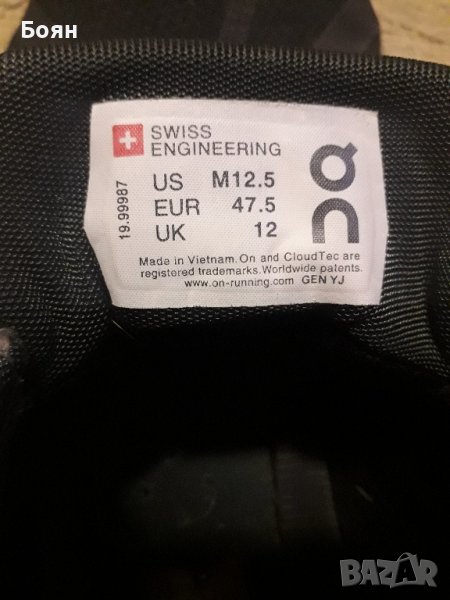 Боян
SWISS
ENGINEERING
US M12.5
EUR 47.5
UK 12
19.99987
Made in Vietnam.On and CloudTec are
registered trademarks.Worldwide patents.
www.on-running.com GEN YJ
BAZAR